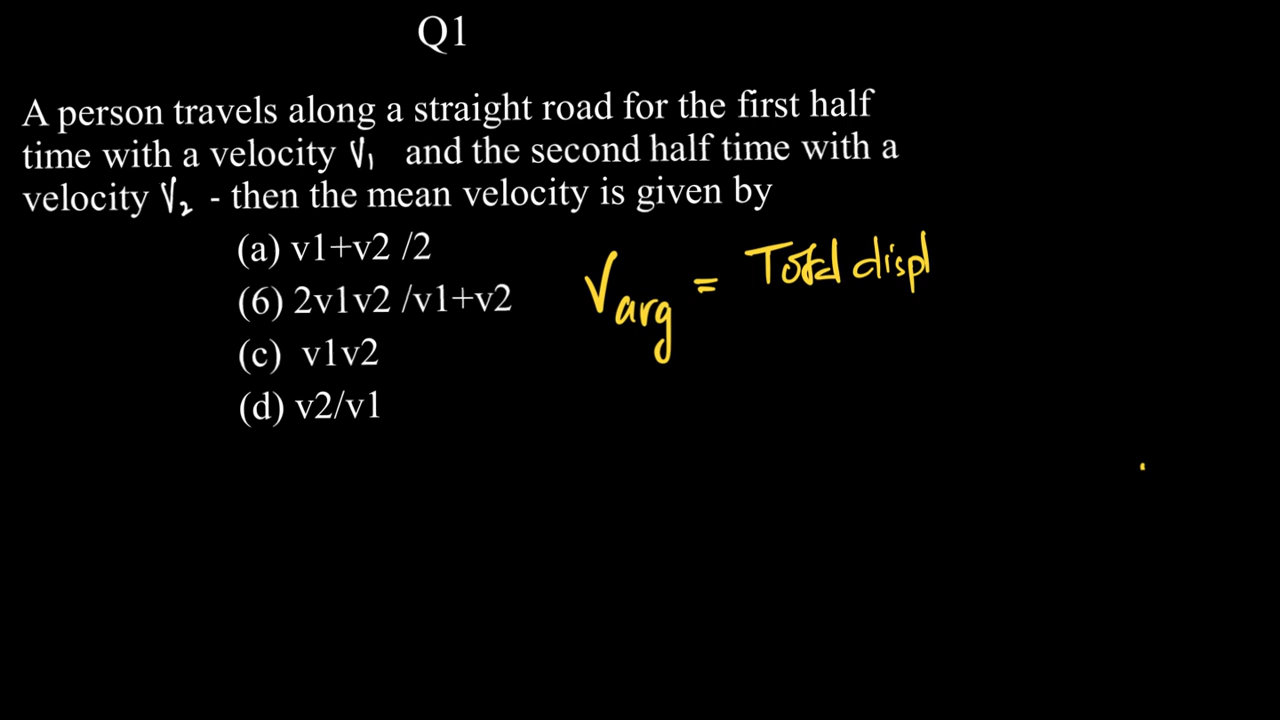 Q1
A person travels along a straight road for the first half
time with a velocity V₁ and the second half time with a
velocity V₂ - then the mean velocity is given by
(a) v1+v2 /2
(6) 2v1v2 /v1+v2
(c) v1v2
(d) v2/v1
Varg = Total displ